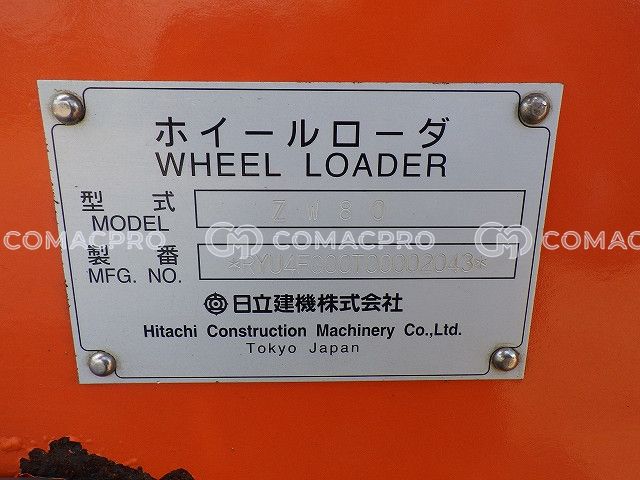 ホイールローダ
WHEEL LOADER
型 式
MODEL
ZW80
製 番
MFG. NO.
COMACPRO COMACPRO COMACPRO
日立建機株式会社
Hitachi Construction Machinery Co.,Ltd.
Tokyo Japan